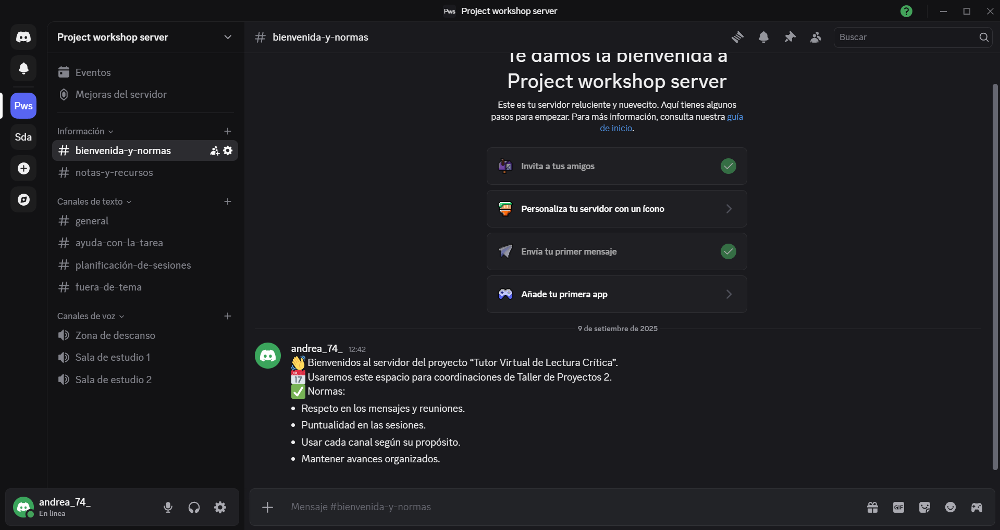 Pws Project workshop server
Project workshop server
# bienvenida-y-normas
Buscar
Eventos
Mejoras del servidor
Pws
Sda
Información
# bienvenida-y-normas
# notas-y-recursos
Canales de texto
# general
# ayuda-con-la-tarea
# planificación-de-sesiones
# fuera-de-tema
Canales de voz
Zona de descanso
Sala de estudio 1
Sala de estudio 2
andrea_74_
En línea
Te damos la bienvenida a
Project workshop server
Este es tu servidor reluciente y nuevecito. Aquí tienes algunos
pasos para empezar. Para más información, consulta nuestra guía
de inicio.
Invita a tus amigos
Personaliza tu servidor con un ícono
Envía tu primer mensaje
Añade tu primera app
9 de setiembre de 2025
andrea_74_ 12:42
👋 Bienvenidos al servidor del proyecto “Tutor Virtual de Lectura Crítica”.
📅 Usaremos este espacio para coordinaciones de Taller de Proyectos 2.
✅ Normas:
• Respeto en los mensajes y reuniones.
• Puntualidad en las sesiones.
• Usar cada canal según su propósito.
• Mantener avances organizados.
Mensaje #bienvenida-y-normas
GIF